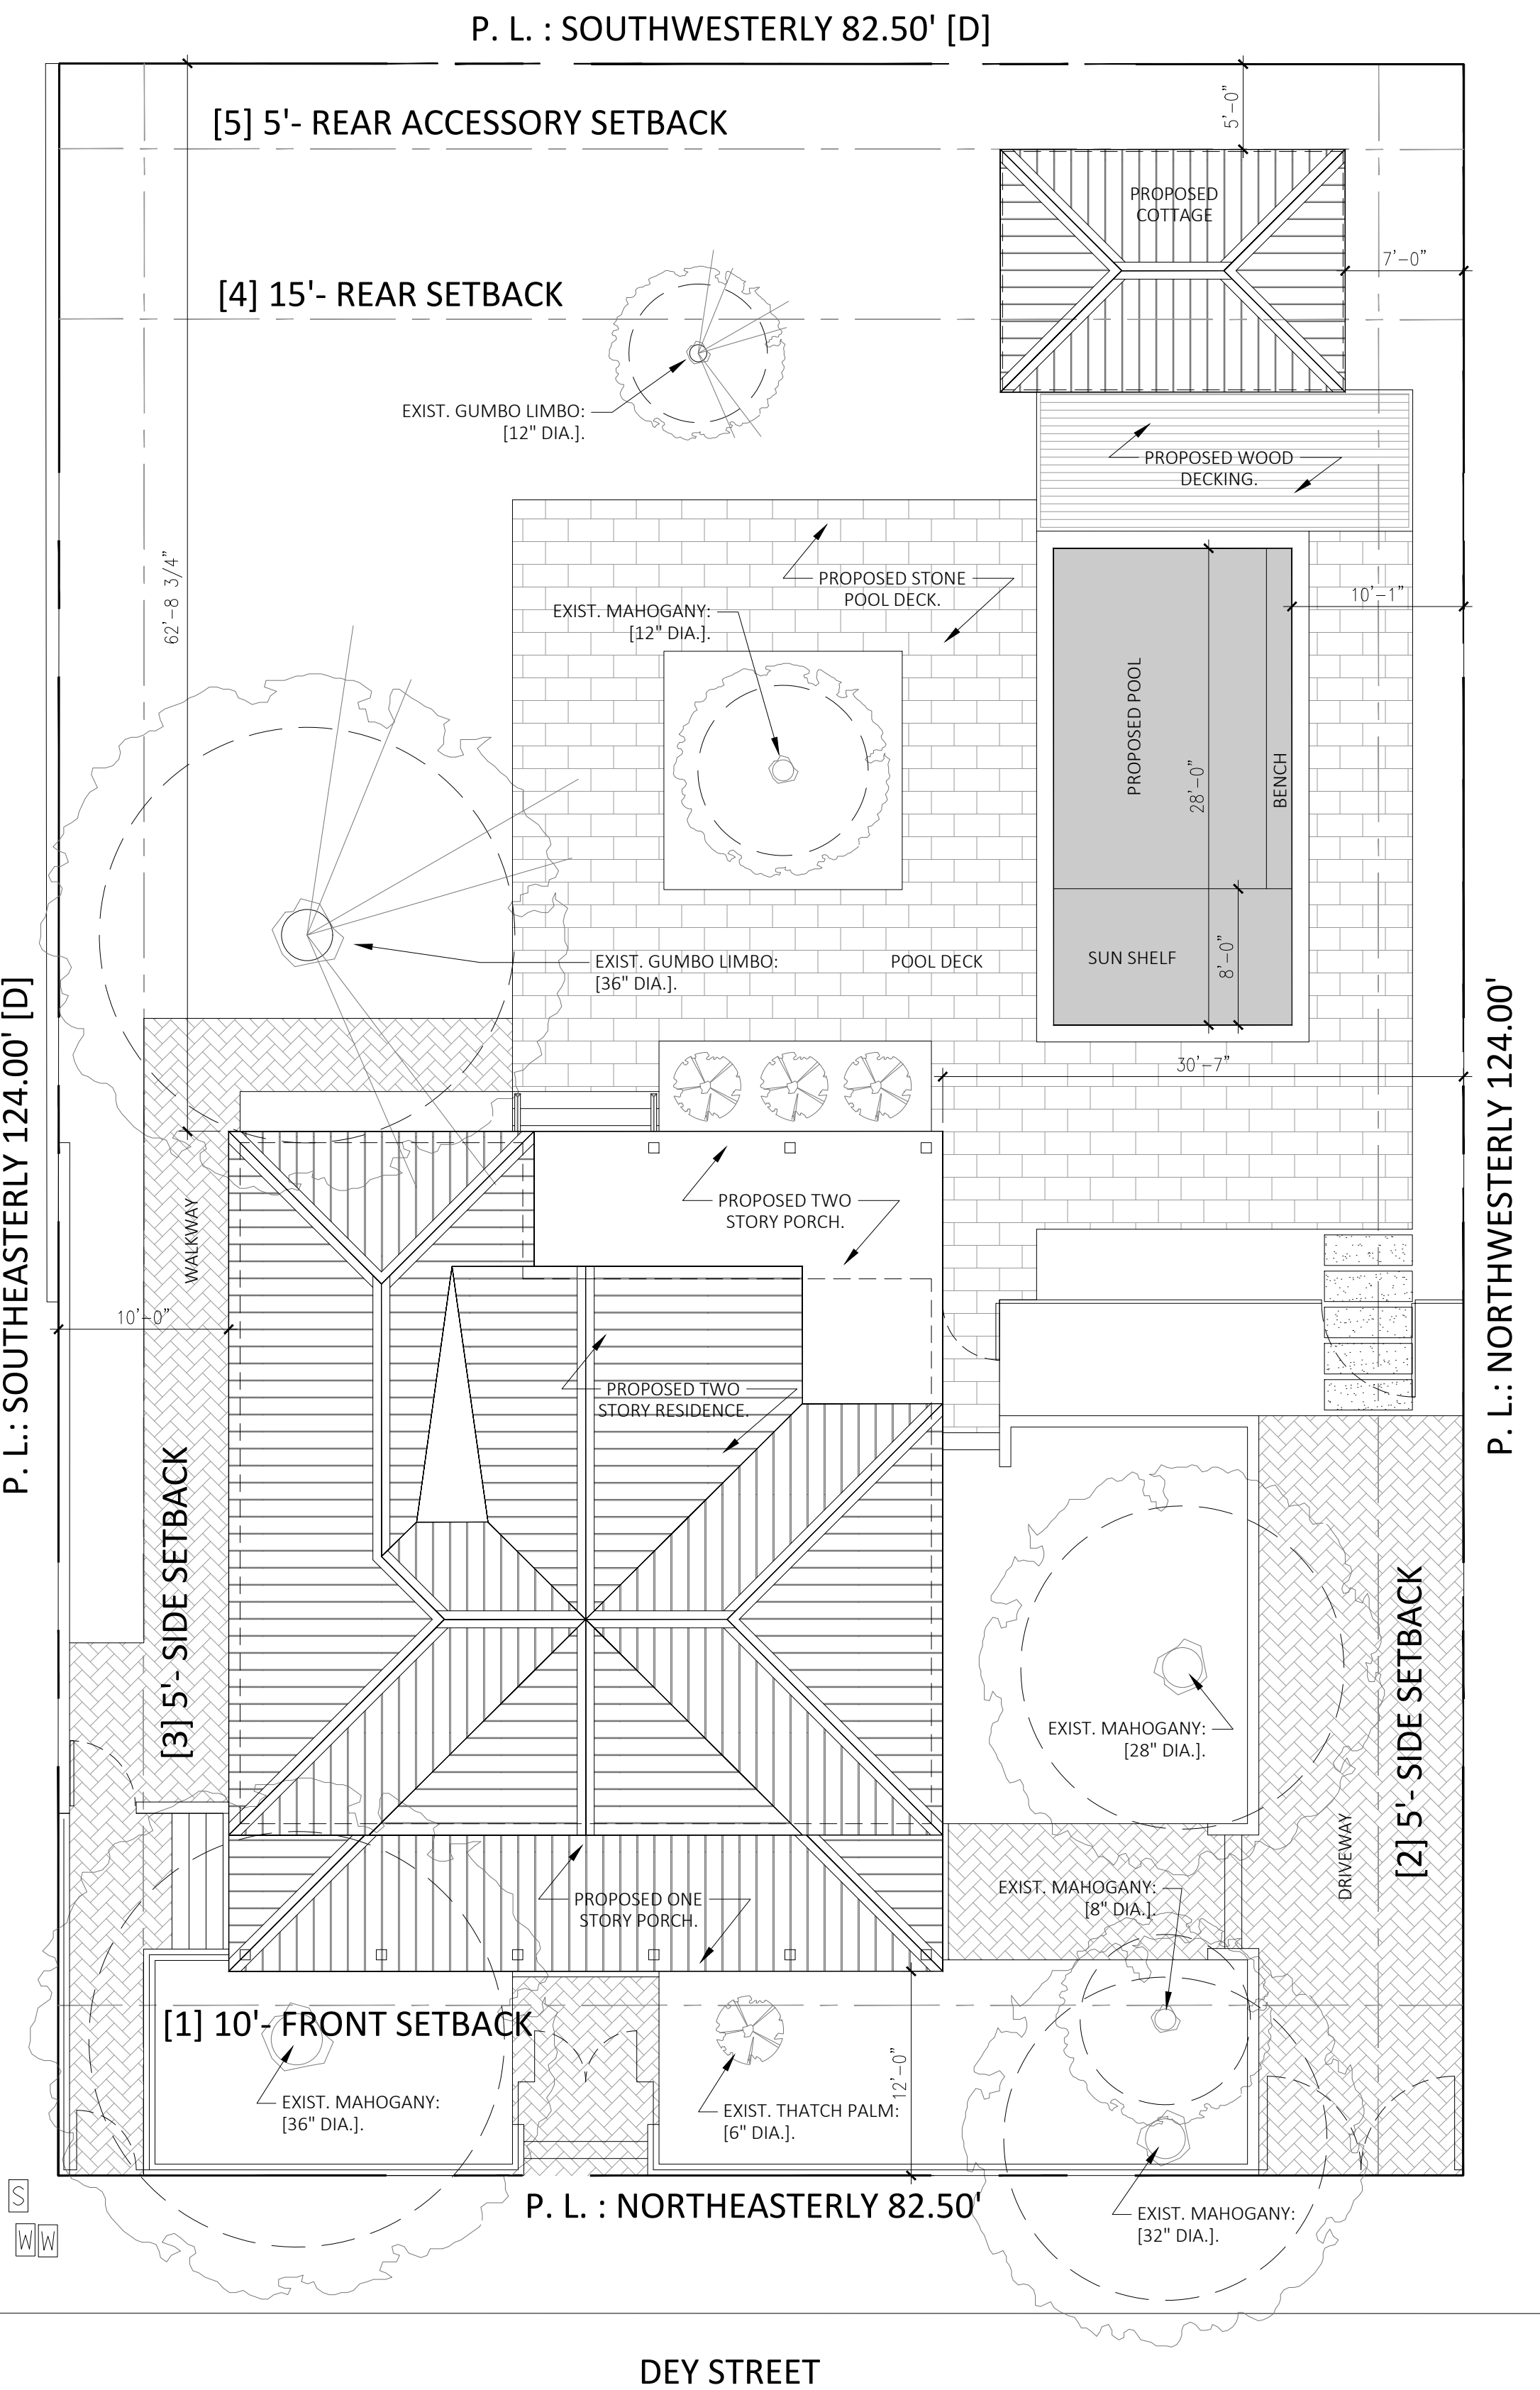 P. L. : SOUTHWESTERLY 82.50' [D]
[5] 5'- REAR ACCESSORY SETBACK
5'-0"
PROPOSED
COTTAGE
7'-0"
[4] 15'- REAR SETBACK
EXIST. GUMBO LIMBO:
[12" DIA.].
PROPOSED WOOD
DECKING.
62'-8 3/4"
PROPOSED STONE
POOL DECK.
EXIST. MAHOGANY:
[12" DIA.].
10'-1"
PROPOSED POOL
28'-0"
BENCH
SUN SHELF
8'-0"
EXIST. GUMBO LIMBO:
[36" DIA.].
POOL DECK
P. L.: SOUTHEASTERLY 124.00' [D]
P. L.: NORTHWESTERLY 124.00'
30'-7"
WALKWAY
PROPOSED TWO
STORY PORCH.
10'-0"
PROPOSED TWO
STORY RESIDENCE.
[3] 5'- SIDE SETBACK
[2] 5'- SIDE SETBACK
EXIST. MAHOGANY:
[28" DIA.].
DRIVEWAY
EXIST. MAHOGANY:
[8" DIA.].
PROPOSED ONE
STORY PORCH.
[1] 10'- FRONT SETBACK
12'-0"
EXIST. MAHOGANY:
[36" DIA.].
EXIST. THATCH PALM:
[6" DIA.].
S
W W
P. L. : NORTHEASTERLY 82.50'
EXIST. MAHOGANY:
[32" DIA.].
DEY STREET